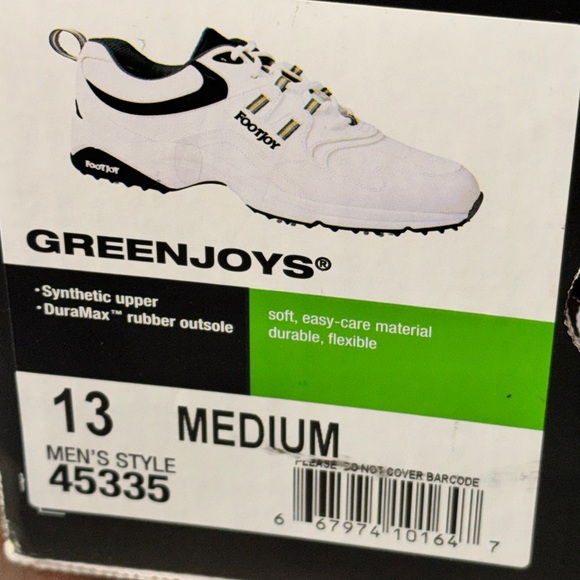 FOOTJOY
FOOTJOY
GREENJOYS®
•Synthetic upper
•DuraMax™ rubber outsole
soft, easy-care material
durable, flexible
13 MEDIUM
MEN'S STYLE
45335
PLEASE DO NOT COVER BARCODE
6 67974 10164 7